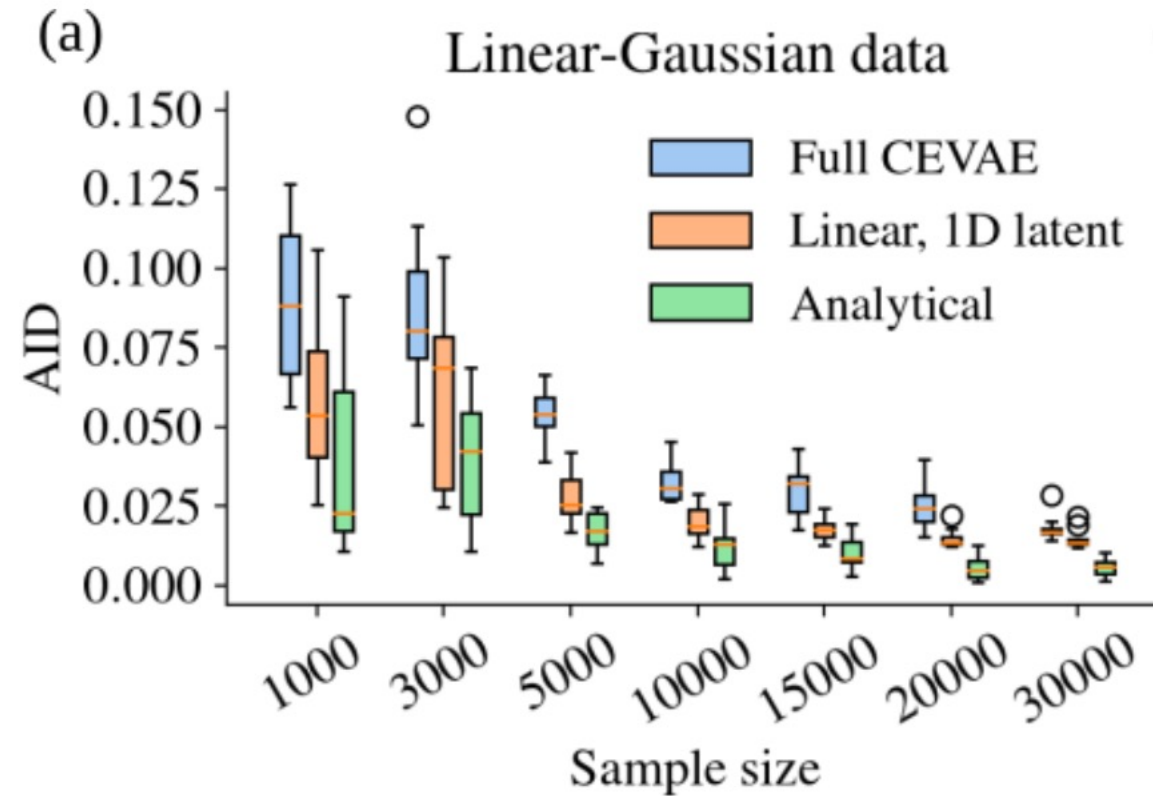 (a)
Linear-Gaussian data
Full CEVAE
Linear, 1D latent
Analytical
AID
0.150
0.125
0.100
0.075
0.050
0.025
0.000
1000
3000
5000
10000
15000
20000
30000
Sample size